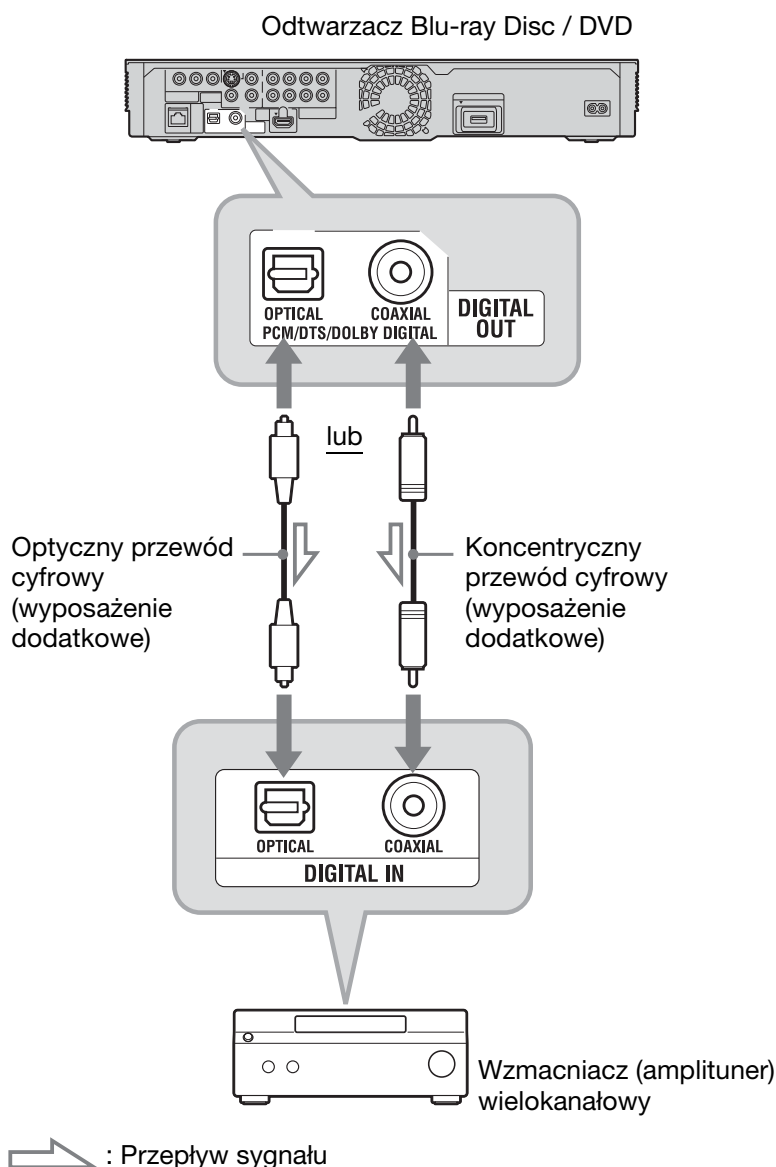 Odtwarzacz Blu-ray Disc / DVD
OPTICAL
COAXIAL
PCM/DTS/DOLBY DIGITAL
DIGITAL
OUT
lub
Optyczny przewód
cyfrowy
(wyposażenie
dodatkowe)
Koncentryczny
przewód cyfrowy
(wyposażenie
dodatkowe)
OPTICAL
COAXIAL
DIGITAL IN
Wzmacniacz (amplituner)
wielokanałowy
: Przepływ sygnału